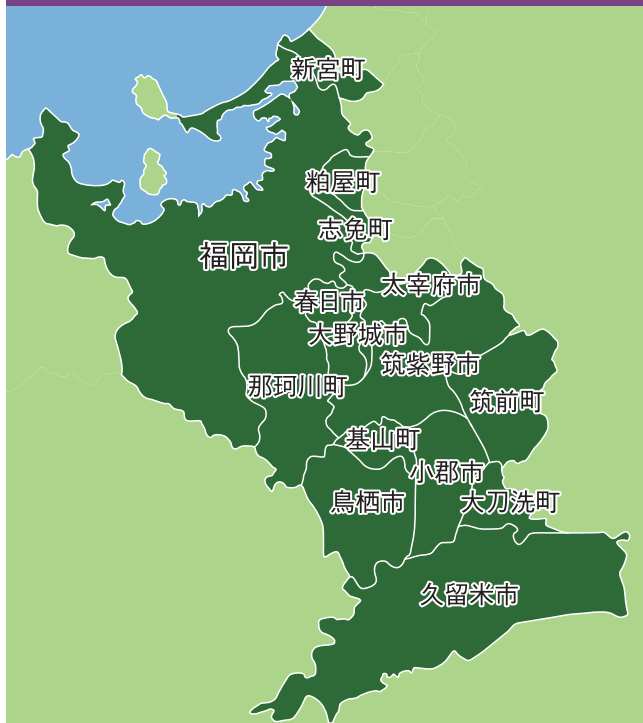 新宮町
粕屋町
志免町
福岡市
太宰府市
春日市
大野城市
筑紫野市
那珂川町
筑前町
基山町
小郡市
鳥栖市
大刀洗町
久留米市